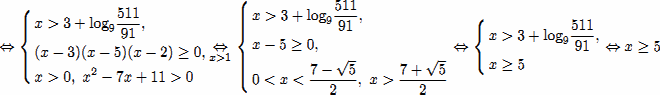 ⇔ { x > 3 + log₉ 511/91, (x − 3)(x − 5)(x − 2) ≥ 0, x > 0, x² − 7x + 11 > 0 ⇔ x>1 { x > 3 + log₉ 511/91, x − 5 ≥ 0, 0 < x < (7 − √5)/2, x > (7 + √5)/2 ⇔ { x > 3 + log₉ 511/91, x ≥ 5 ⇔ x ≥ 5